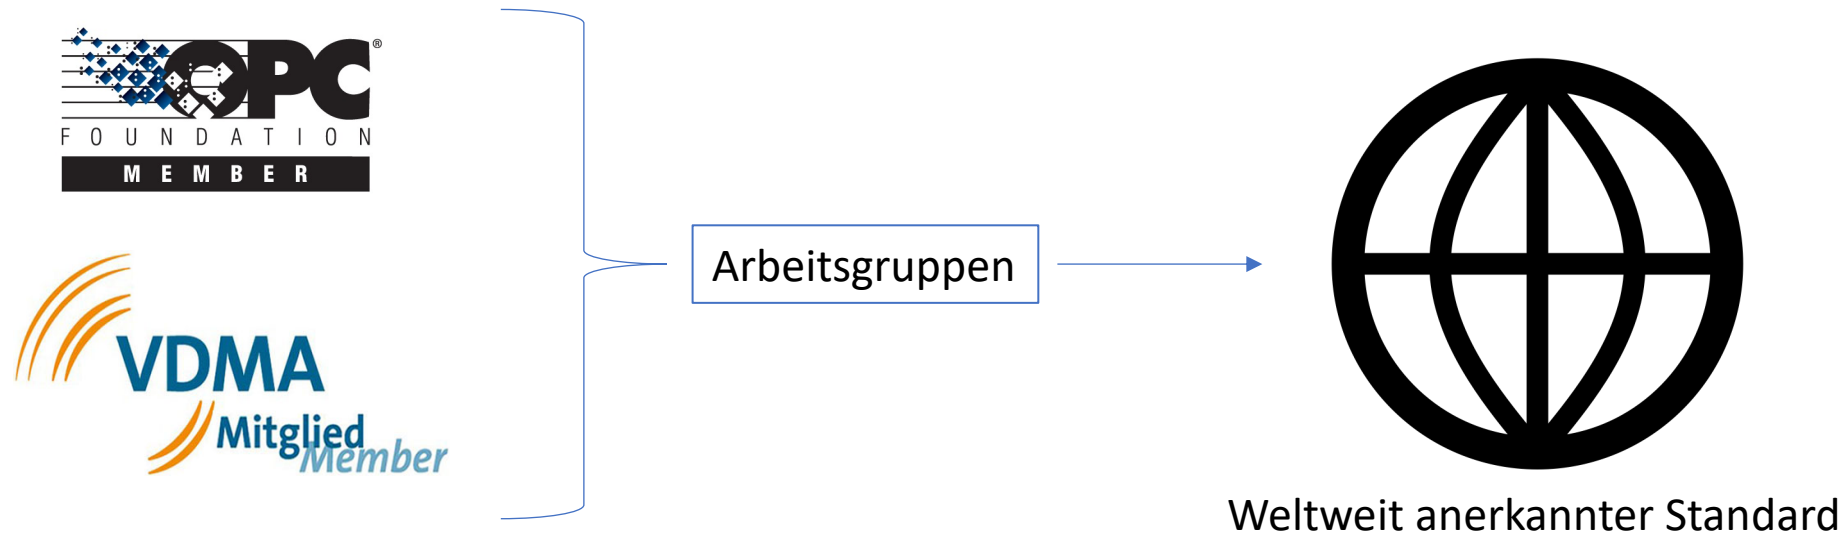 OPC®
FOUNDATION
MEMBER
VDMA
Mitglied
Member
Arbeitsgruppen
Weltweit anerkannter Standard